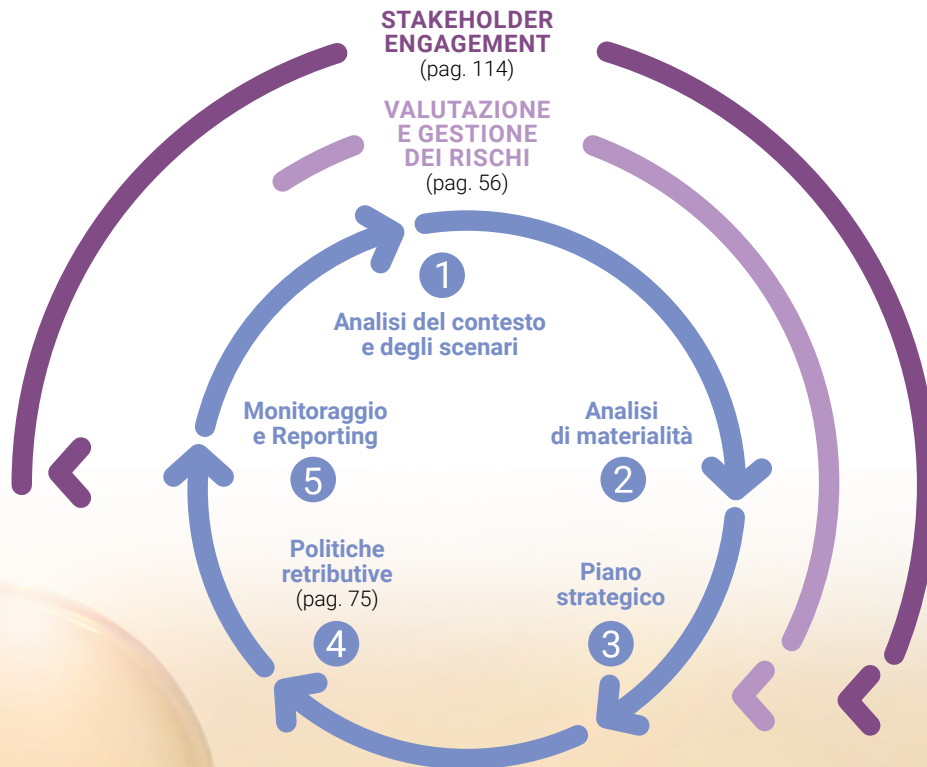 STAKEHOLDER
ENGAGEMENT
(pag. 114)
VALUTAZIONE
E GESTIONE
DEI RISCHI
(pag. 56)
1
Analisi del contesto
e degli scenari
Analisi
di materialità
2
Piano
strategico
3
Politiche
retributive
(pag. 75)
4
Monitoraggio
e Reporting
5